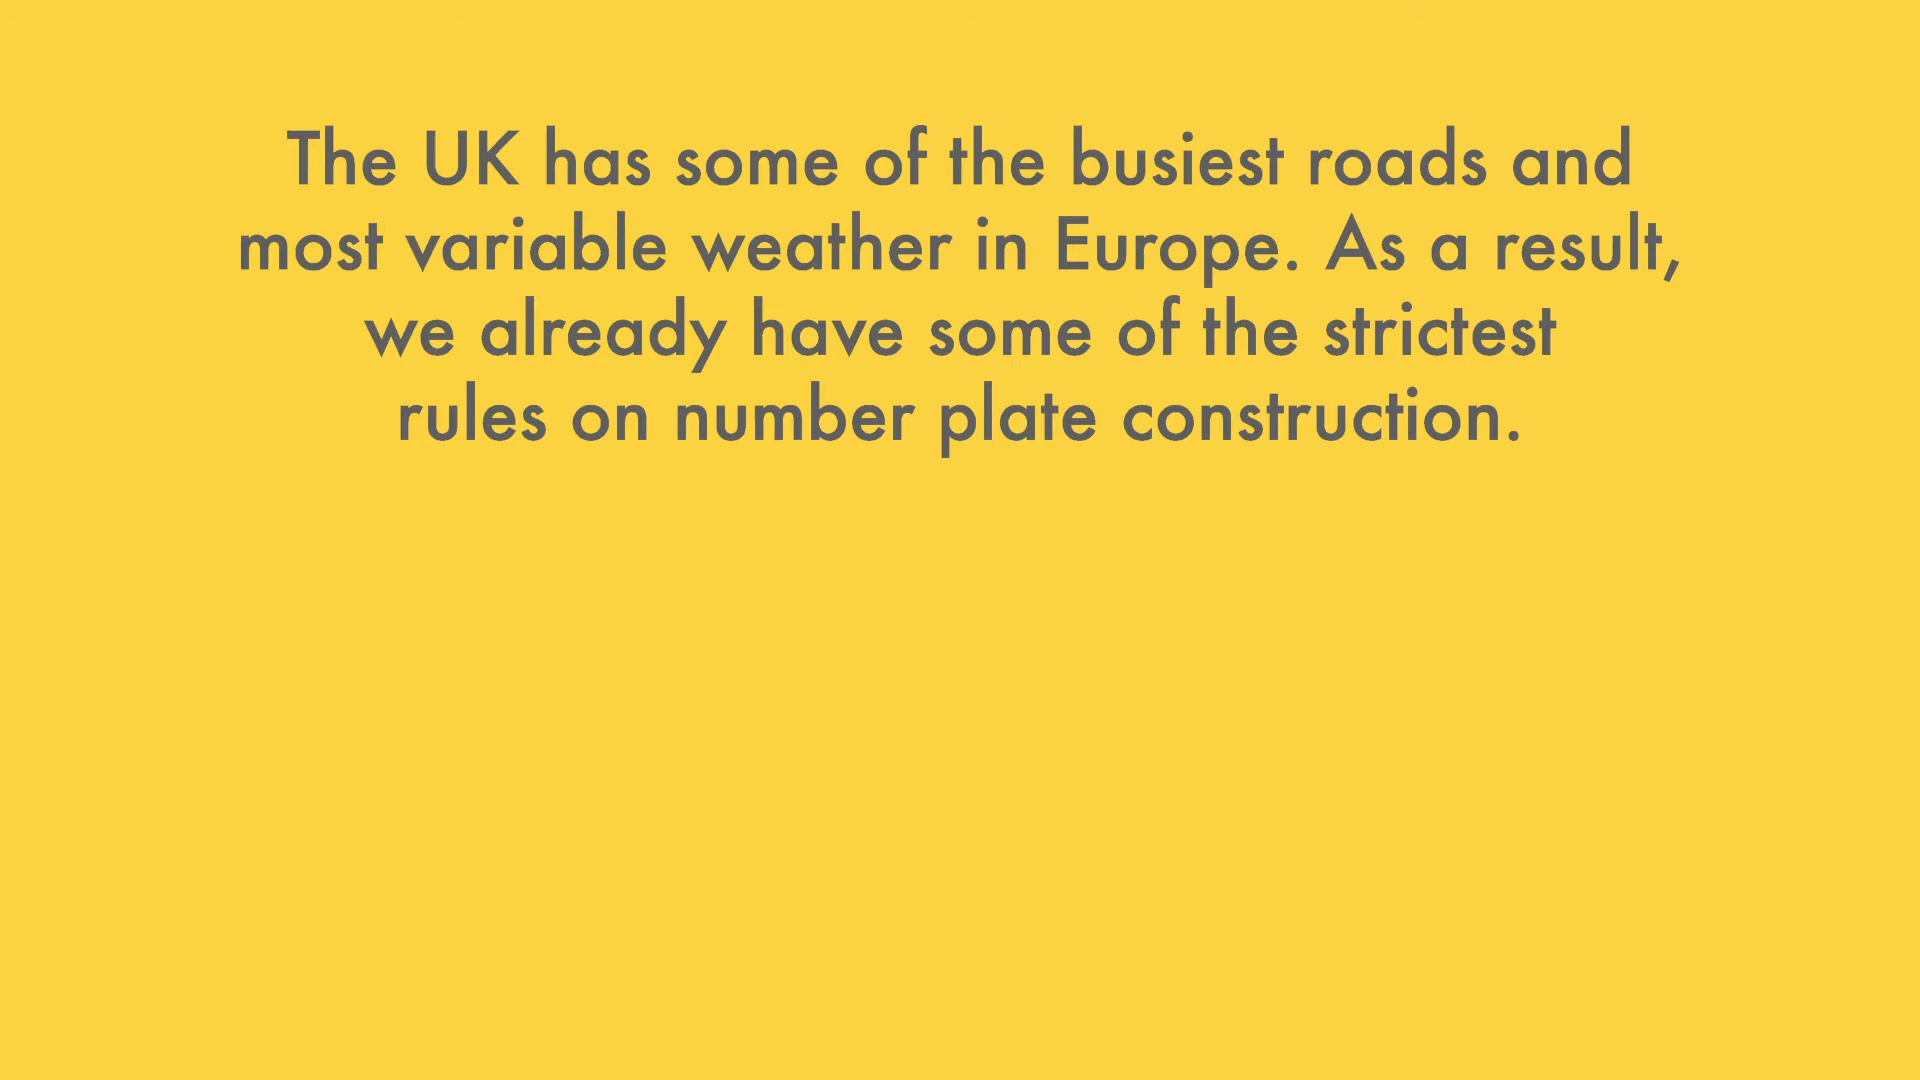 The UK has some of the busiest roads and
most variable weather in Europe. As a result,
we already have some of the strictest
rules on number plate construction.